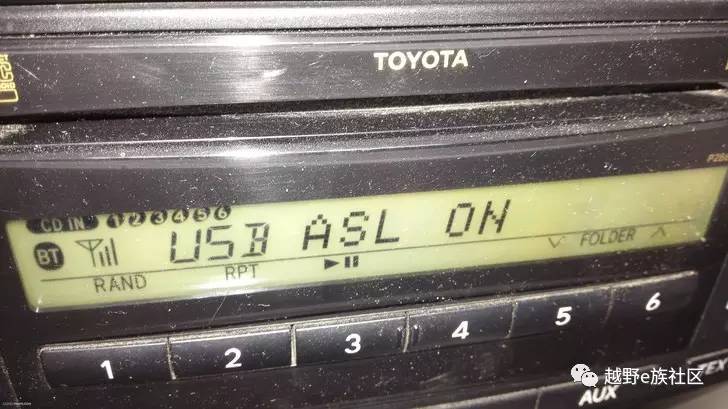 TOYOTA
CD IN 1 2 3 4 5 6
BT USB ASL ON
RAND RPT FOLDER
1 2 3 4 5 6
AUX
越野e族社区